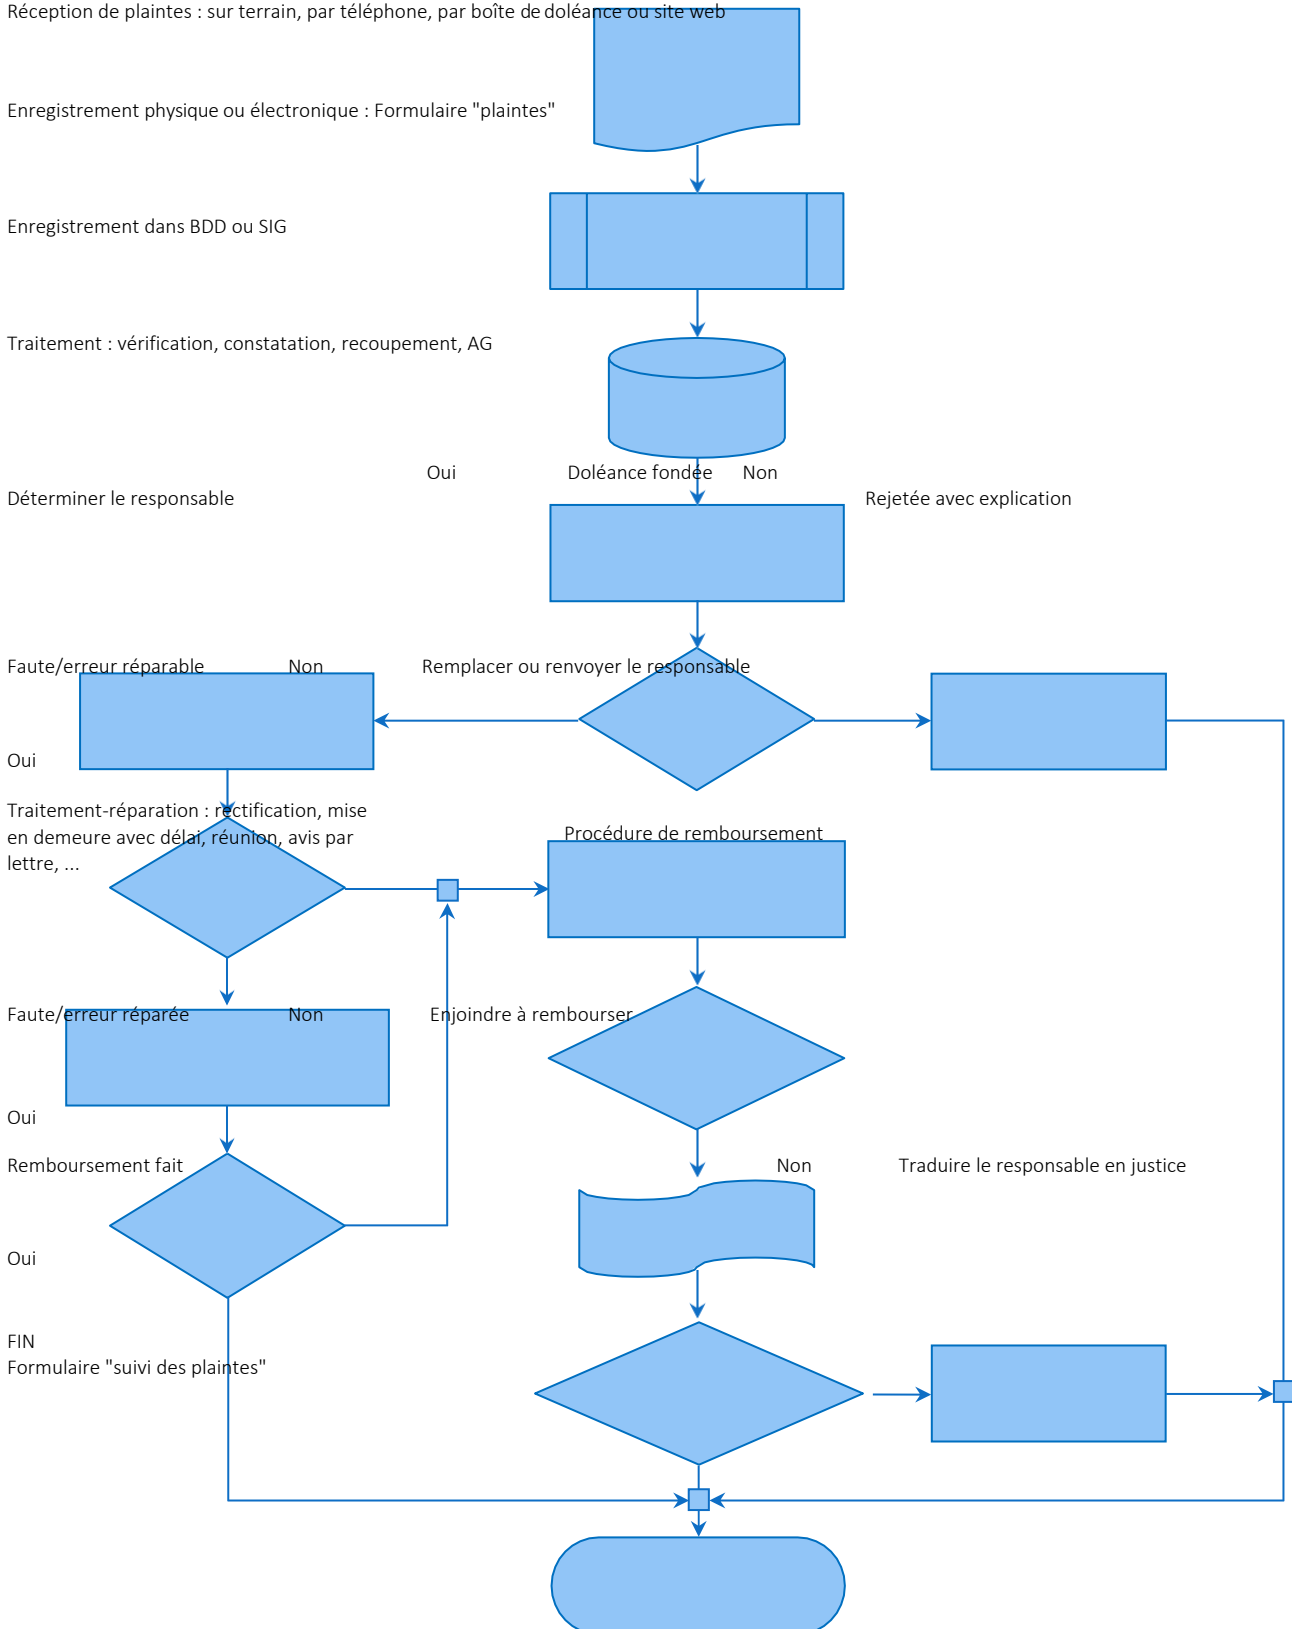 Réception de plaintes : sur terrain, par téléphone, par boîte de doléance ou site web
Enregistrement physique ou électronique : Formulaire "plaintes"
Enregistrement dans BDD ou SIG
Traitement : vérification, constatation, recoupement, AG
Oui Doléance fondée Non
Déterminer le responsable Rejetée avec explication
Faute/erreur réparable Non Remplacer ou renvoyer le responsable
Oui
Traitement-réparation : rectification, mise
en demeure avec délai, réunion, avis par
lettre, ...
Procédure de remboursement
Faute/erreur réparée Non Enjoindre à rembourser
Oui
Remboursement fait Non Traduire le responsable en justice
Oui
FIN
Formulaire "suivi des plaintes"